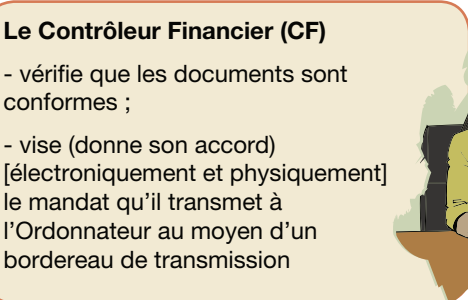 Le Contrôleur Financier (CF)
- vérifie que les documents sont
conformes ;
- vise (donne son accord)
[électroniquement et physiquement]
le mandat qu’il transmet à
l’Ordonnateur au moyen d’un
bordereau de transmission